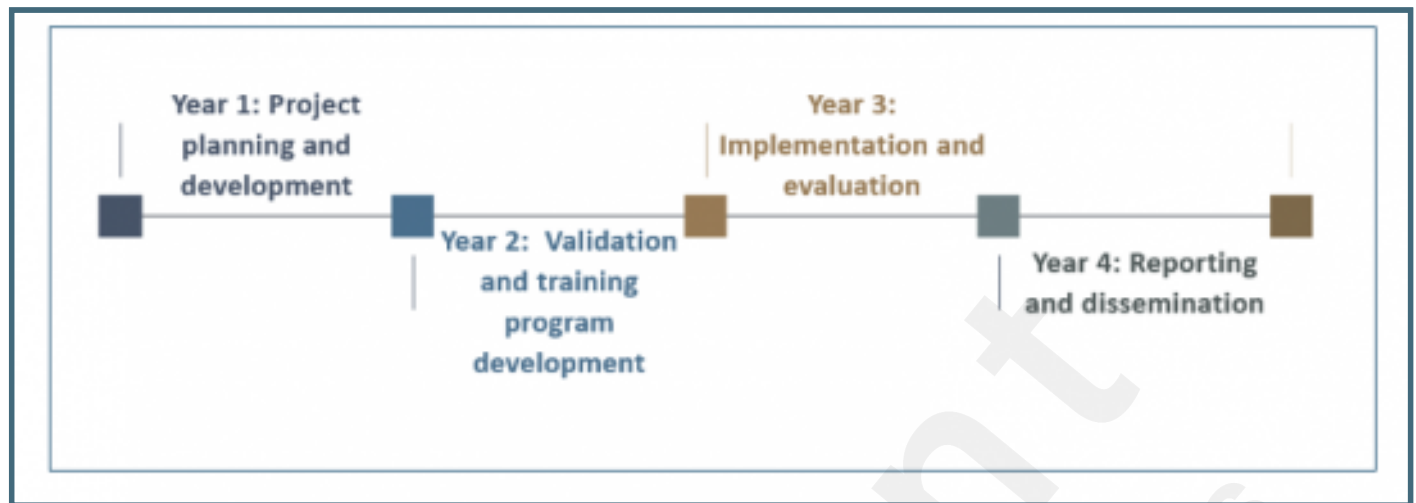 Year 1: Project
planning and
development
Year 2: Validation
and training
program
development
Year 3:
Implementation and
evaluation
Year 4: Reporting
and dissemination